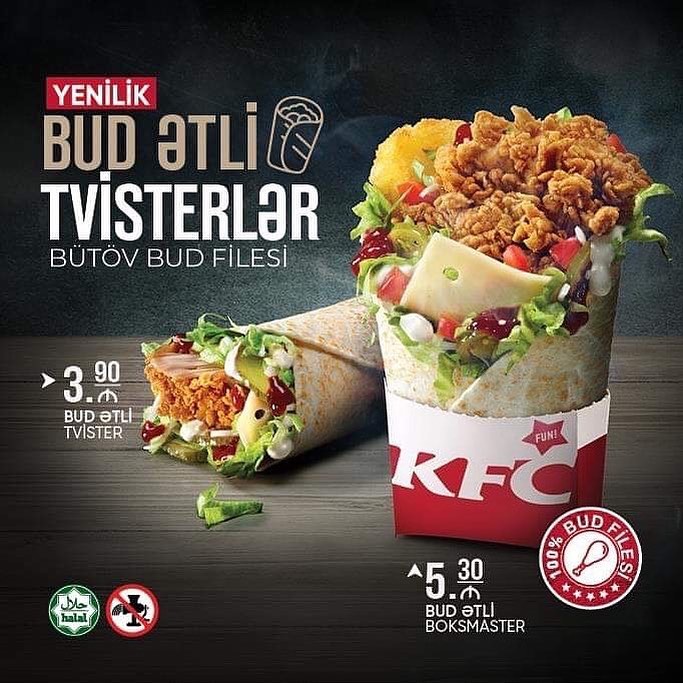 YENİLİK
BUD ƏTLİ
TVİSTERLƏR
BÜTÖV BUD FİLESİ
3.90 ₼
BUD ƏTLİ
TVİSTER
FUN!
KFC
100% BUD FİLESİ
5.30 ₼
BUD ƏTLİ
BOKSMASTER
حلال
halal